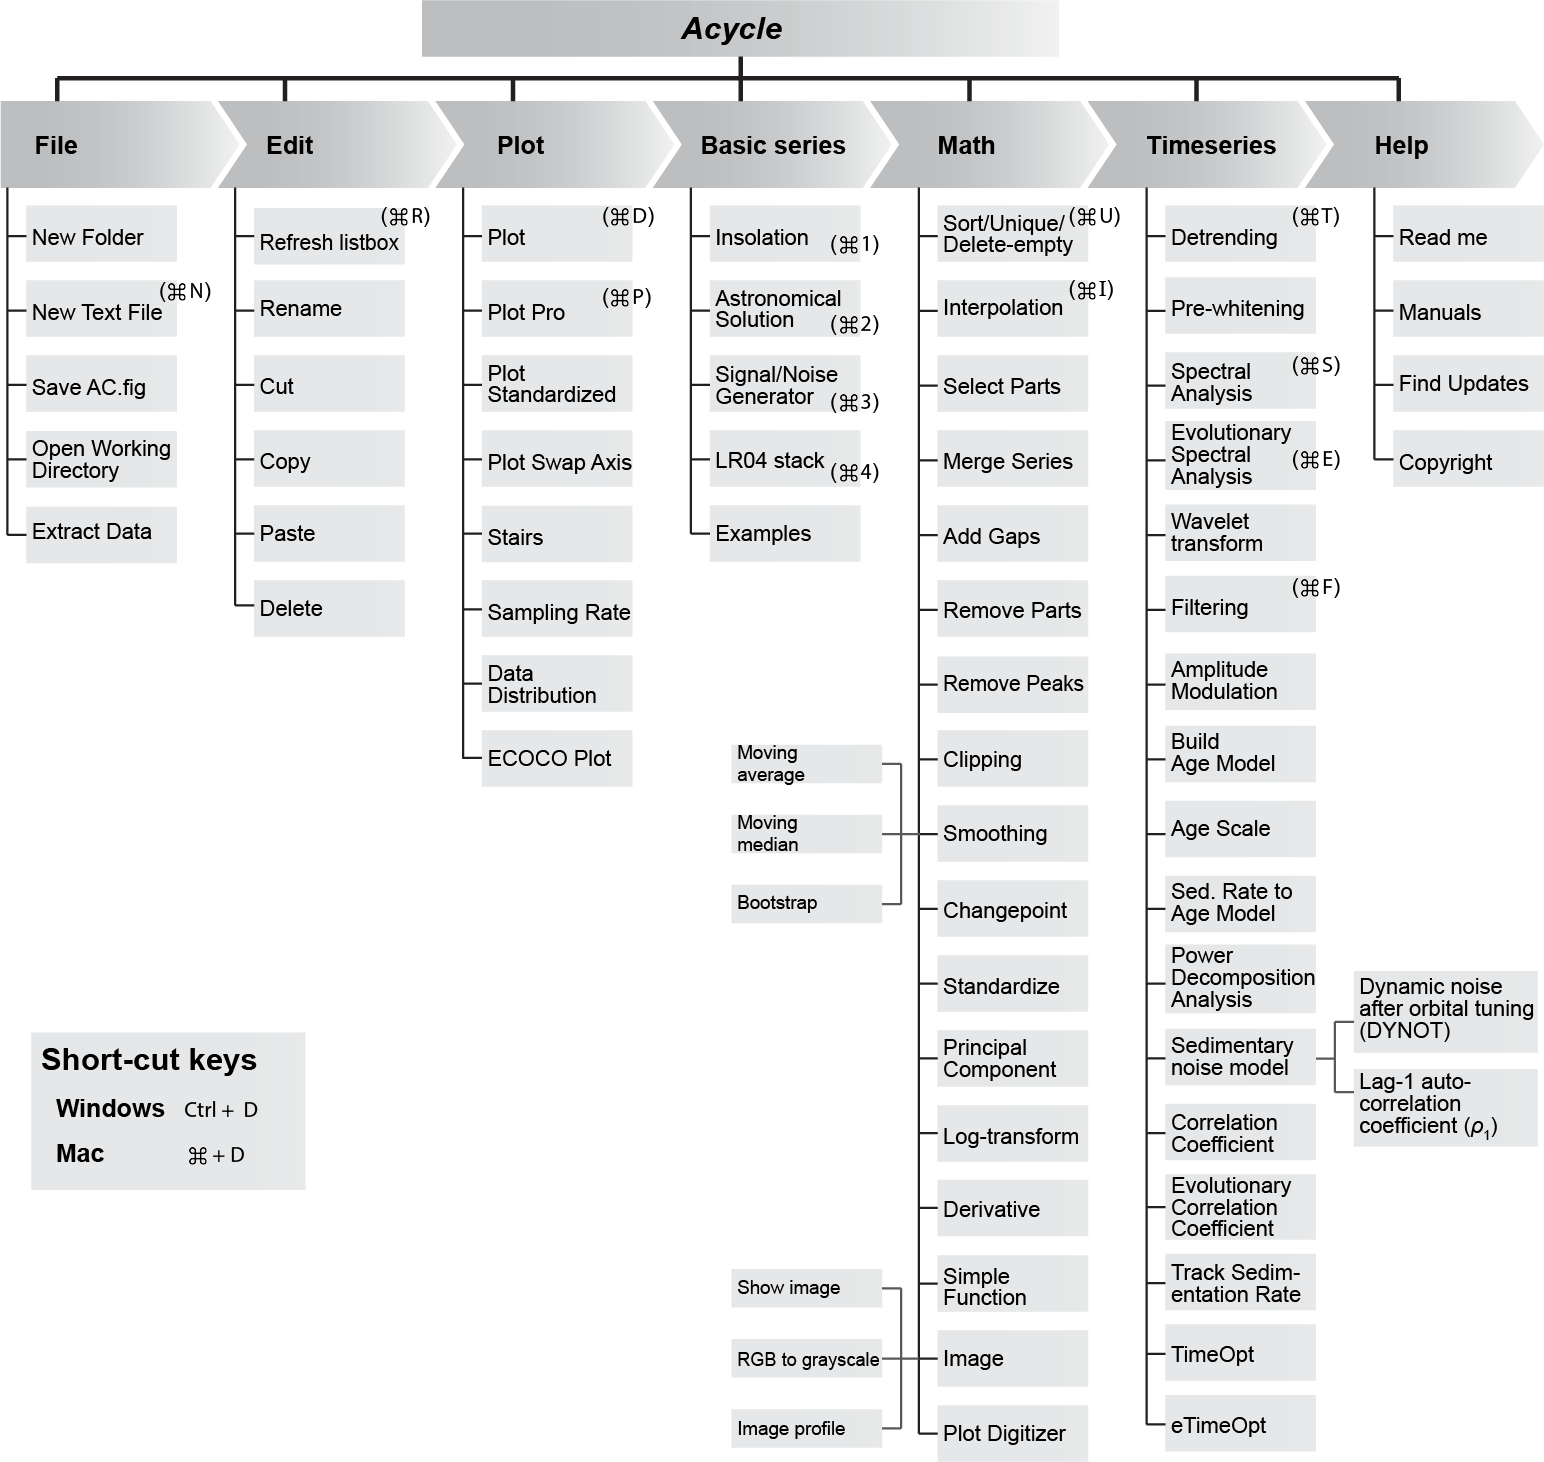 Acycle
File
Edit
Plot
Basic series
Math
Timeseries
Help
New Folder
New Text File
(⌘N)
Save AC.fig
Open Working
Directory
Extract Data
(⌘R)
Refresh listbox
Rename
Cut
Copy
Paste
Delete
Plot
(⌘D)
Plot Pro
(⌘P)
Plot
Standardized
Plot Swap Axis
Stairs
Sampling Rate
Data
Distribution
ECOCO Plot
Insolation
(⌘1)
Astronomical
Solution
(⌘2)
Signal/Noise
Generator
(⌘3)
LR04 stack
(⌘4)
Examples
Sort/Unique/
Delete-empty
(⌘U)
Interpolation
(⌘I)
Select Parts
Merge Series
Add Gaps
Remove Parts
Remove Peaks
Clipping
Smoothing
Moving
average
Moving
median
Bootstrap
Changepoint
Standardize
Principal
Component
Log-transform
Derivative
Simple
Function
Image
Show image
RGB to grayscale
Image profile
Plot Digitizer
Detrending
(⌘T)
Pre-whitening
Spectral
Analysis
(⌘S)
Evolutionary
Spectral
Analysis
(⌘E)
Wavelet
transform
Filtering
(⌘F)
Amplitude
Modulation
Build
Age Model
Age Scale
Sed. Rate to
Age Model
Power
Decomposition
Analysis
Sedimentary
noise model
Dynamic noise
after orbital tuning
(DYNOT)
Lag-1 auto-
correlation
coefficient (ρ₁)
Correlation
Coefficient
Evolutionary
Correlation
Coefficient
Track Sedim-
entation Rate
TimeOpt
eTimeOpt
Read me
Manuals
Find Updates
Copyright
Short-cut keys
Windows Ctrl + D
Mac ⌘ + D